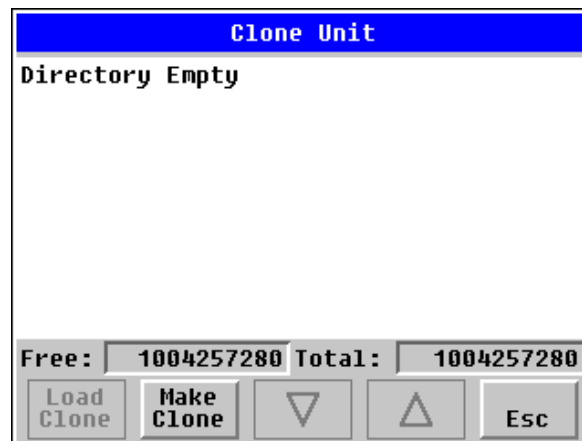 Clone Unit
Directory Empty
Free: 1004257280 Total: 1004257280
Load Clone Make Clone Esc